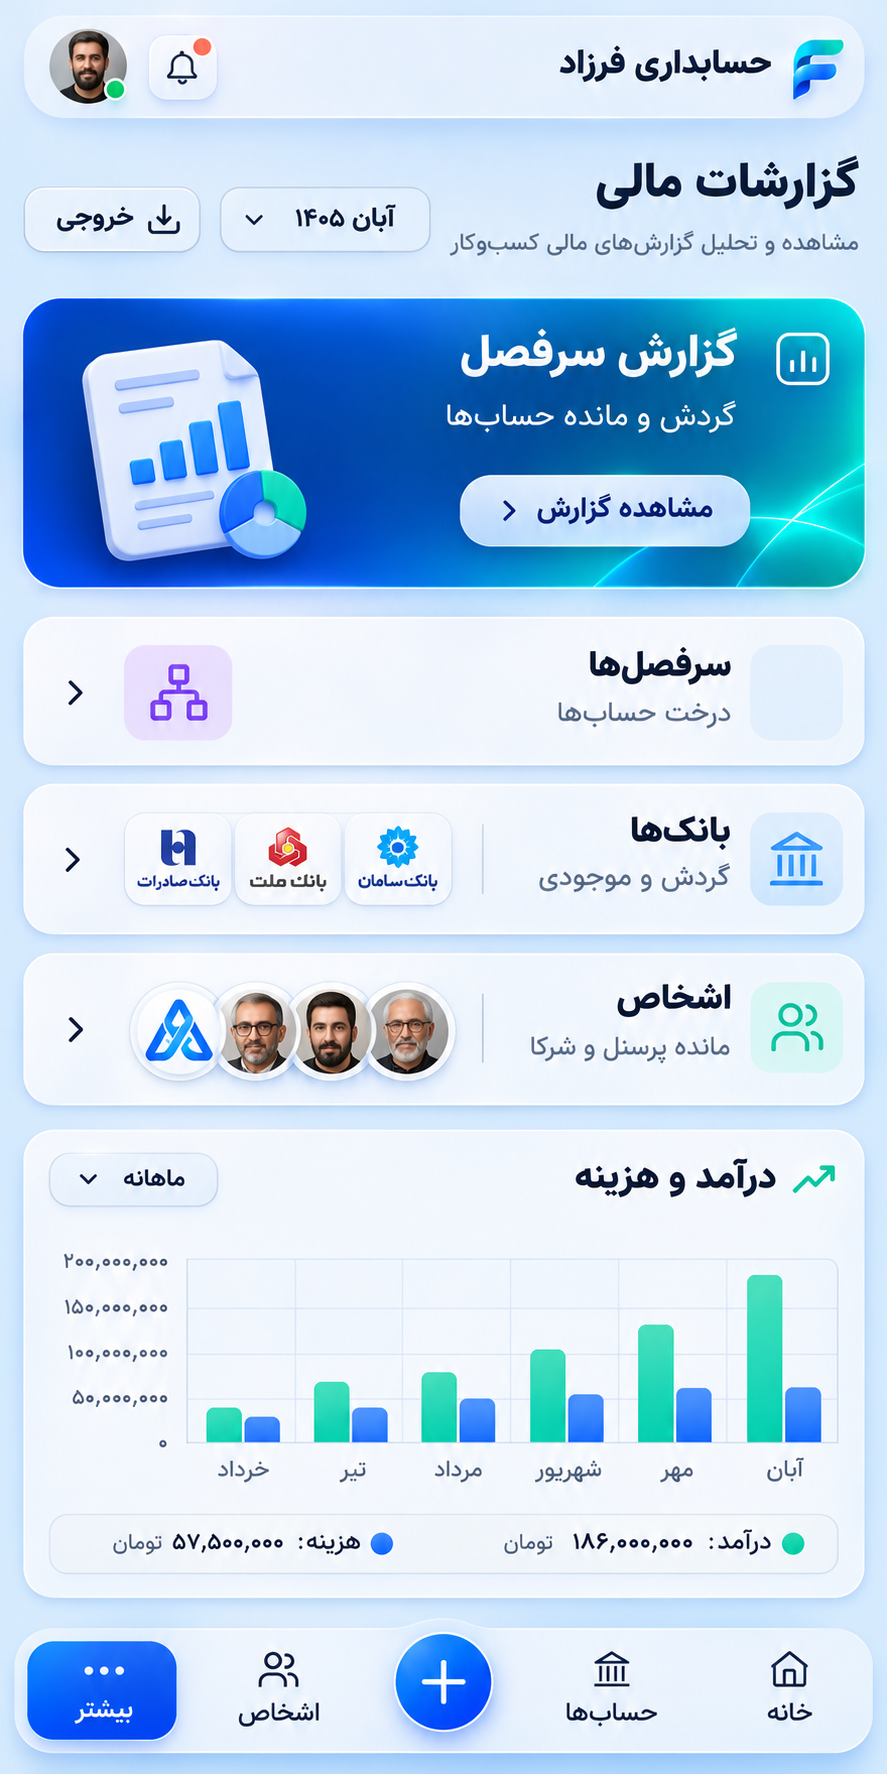 حسابداری فرزاد
گزارشات مالی
مشاهده و تحلیل گزارش‌های مالی کسب‌وکار
آبان ۱۴۰۵
خروجی
گزارش سرفصل
گردش و مانده حساب‌ها
مشاهده گزارش
سرفصل‌ها
درخت حساب‌ها
بانک‌ها
گردش و موجودی
بانک سامان
بانک ملت
بانک صادرات
اشخاص
مانده پرسنل و شرکا
درآمد و هزینه
ماهانه
۲۰۰,۰۰۰,۰۰۰
۱۵۰,۰۰۰,۰۰۰
۱۰۰,۰۰۰,۰۰۰
۵۰,۰۰۰,۰۰۰
۰
آبان
مهر
شهریور
مرداد
تیر
خرداد
درآمد: ۱۸۶,۰۰۰,۰۰۰ تومان
هزینه: ۵۷,۵۰۰,۰۰۰ تومان
خانه
حساب‌ها
اشخاص
بیشتر